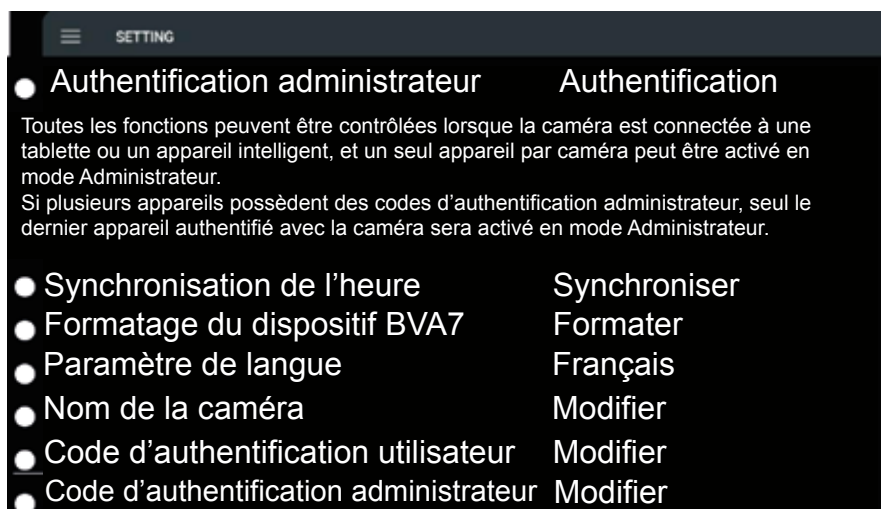 SETTING
Authentification administrateur Authentification
Toutes les fonctions peuvent être contrôlées lorsque la caméra est connectée à une
tablette ou un appareil intelligent, et un seul appareil par caméra peut être activé en
mode Administrateur.
Si plusieurs appareils possèdent des codes d’authentification administrateur, seul le
dernier appareil authentifié avec la caméra sera activé en mode Administrateur.
Synchronisation de l’heure Synchroniser
Formatage du dispositif BVA7 Formater
Paramètre de langue Français
Nom de la caméra Modifier
Code d’authentification utilisateur Modifier
Code d’authentification administrateur Modifier